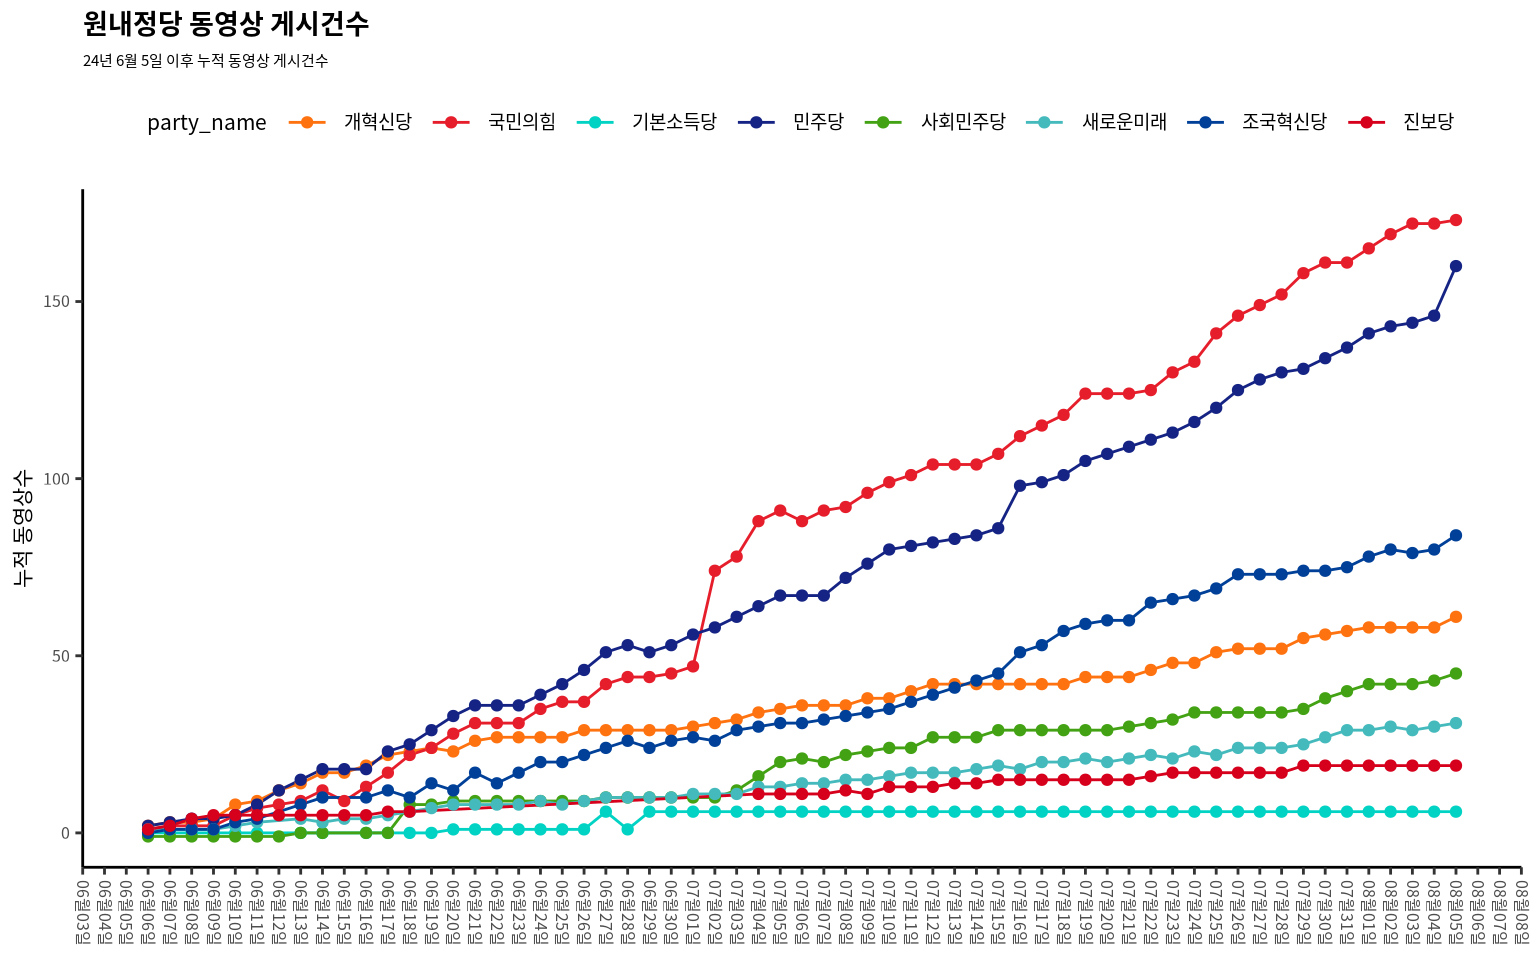 원내정당 동영상 게시건수
24년 6월 5일 이후 누적 동영상 게시건수
party_name 개혁신당 국민의힘 기본소득당 민주당 사회민주당 새로운미래 조국혁신당 진보당
누적 동영상수
150
100
50
0
06월03일
06월04일
06월05일
06월06일
06월07일
06월08일
06월09일
06월10일
06월11일
06월12일
06월13일
06월14일
06월15일
06월16일
06월17일
06월18일
06월19일
06월20일
06월21일
06월22일
06월23일
06월24일
06월25일
06월26일
06월27일
06월28일
06월29일
06월30일
07월01일
07월02일
07월03일
07월04일
07월05일
07월06일
07월07일
07월08일
07월09일
07월10일
07월11일
07월12일
07월13일
07월14일
07월15일
07월16일
07월17일
07월18일
07월19일
07월20일
07월21일
07월22일
07월23일
07월24일
07월25일
07월26일
07월27일
07월28일
07월29일
07월30일
07월31일
08월01일
08월02일
08월03일
08월04일
08월05일
08월06일
08월07일
08월08일